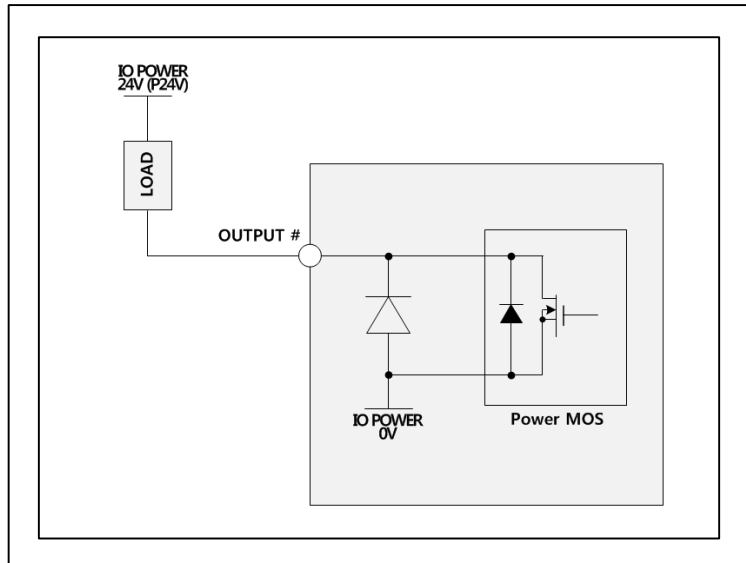 IO POWER
24V (P24V)
LOAD
OUTPUT #
IO POWER
0V
Power MOS